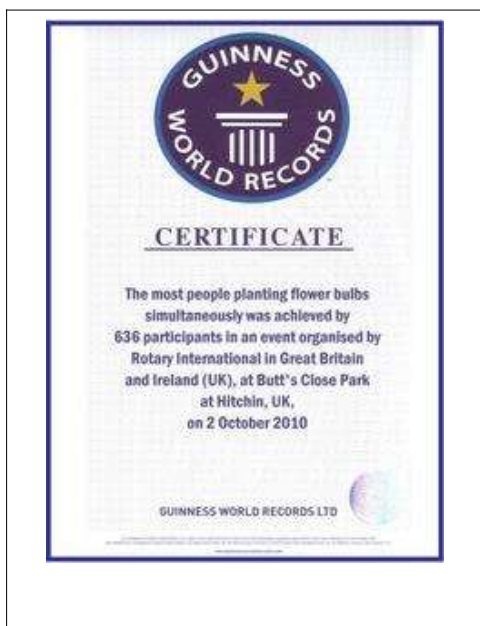 GUINNESS
WORLD RECORDS
CERTIFICATE
The most people planting flower bulbs
simultaneously was achieved by
636 participants in an event organised by
Rotary International in Great Britain
and Ireland (UK), at Butt's Close Park
at Hitchin, UK,
on 2 October 2010
GUINNESS WORLD RECORDS LTD